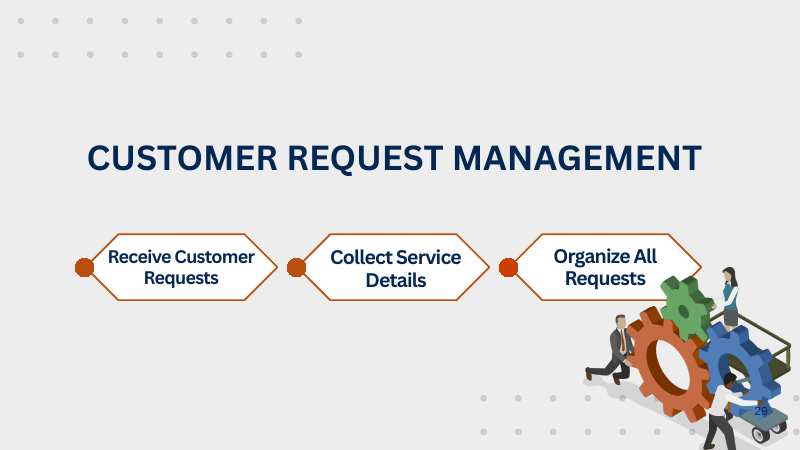 CUSTOMER REQUEST MANAGEMENT
Receive Customer
Requests
Collect Service
Details
Organize All
Requests
29